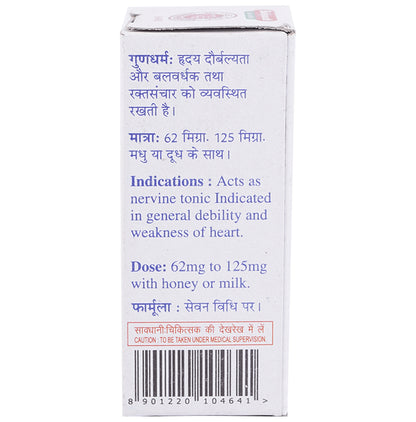 गुणधर्म: हृदय दौर्बल्यता
और बलवर्धक तथा
रक्तसंचार को व्यवस्थित
रखती है।
मात्रा: 62 मिग्रा. 125 मिग्रा.
मधु या दूध के साथ।
Indications : Acts as
nervine tonic Indicated
in general debility and
weakness of heart.
Dose: 62mg to 125mg
with honey or milk.
फार्मूला : सेवन विधि पर।
सावधानी:चिकित्सक की देखरेख में लें
CAUTION : TO BE TAKEN UNDER MEDICAL SUPERVISION.
8 901220 104641 >